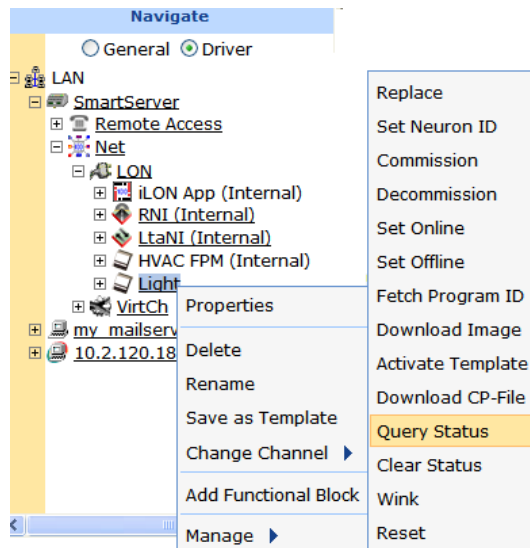 Navigate
General Driver
LAN
SmartServer
Remote Access
Net
LON
iLON App (Internal)
RNI (Internal)
LtaNI (Internal)
HVAC FPM (Internal)
Light
VirtCh
my_mailserv
10.2.120.18
Properties
Delete
Rename
Save as Template
Change Channel
Add Functional Block
Manage
Replace
Set Neuron ID
Commission
Decommission
Set Online
Set Offline
Fetch Program ID
Download Image
Activate Template
Download CP-File
Query Status
Clear Status
Wink
Reset